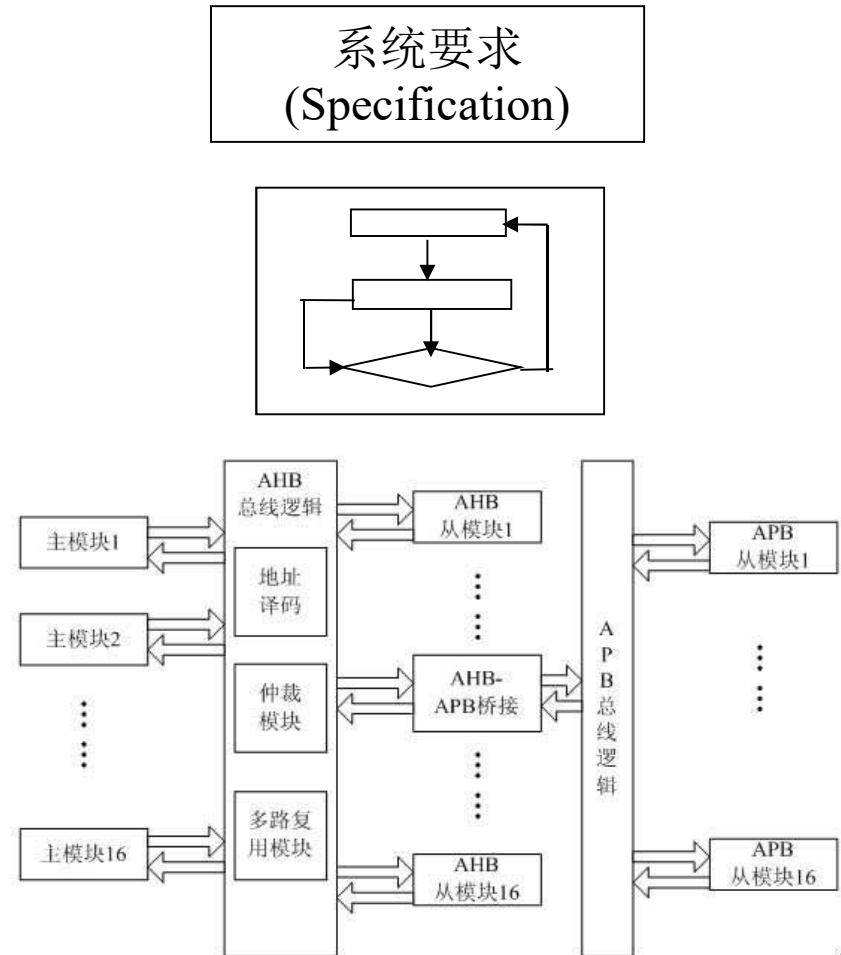 系统要求
(Specification)
AHB
总线逻辑
地址
译码
仲裁
模块
多路复
用模块
主模块1
主模块2
主模块16
AHB
从模块1
AHB-
APB桥接
AHB
从模块16
A
P
B
总
线
逻
辑
APB
从模块1
APB
从模块16